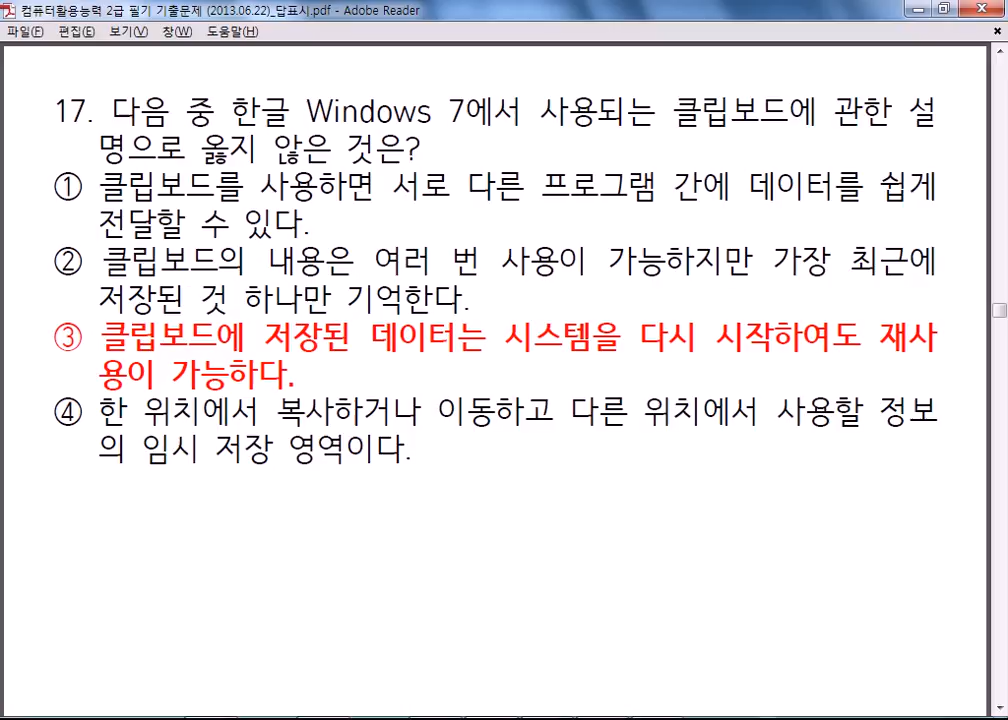 컴퓨터활용능력 2급 필기 기출문제 (2013.06.22)_답표시.pdf - Adobe Reader
파일(F) 편집(E) 보기(V) 창(W) 도움말(H)
17. 다음 중 한글 Windows 7에서 사용되는 클립보드에 관한 설
명으로 옳지 않은 것은?
① 클립보드를 사용하면 서로 다른 프로그램 간에 데이터를 쉽게
전달할 수 있다.
② 클립보드의 내용은 여러 번 사용이 가능하지만 가장 최근에
저장된 것 하나만 기억한다.
③ 클립보드에 저장된 데이터는 시스템을 다시 시작하여도 재사
용이 가능하다.
④ 한 위치에서 복사하거나 이동하고 다른 위치에서 사용할 정보
의 임시 저장 영역이다.